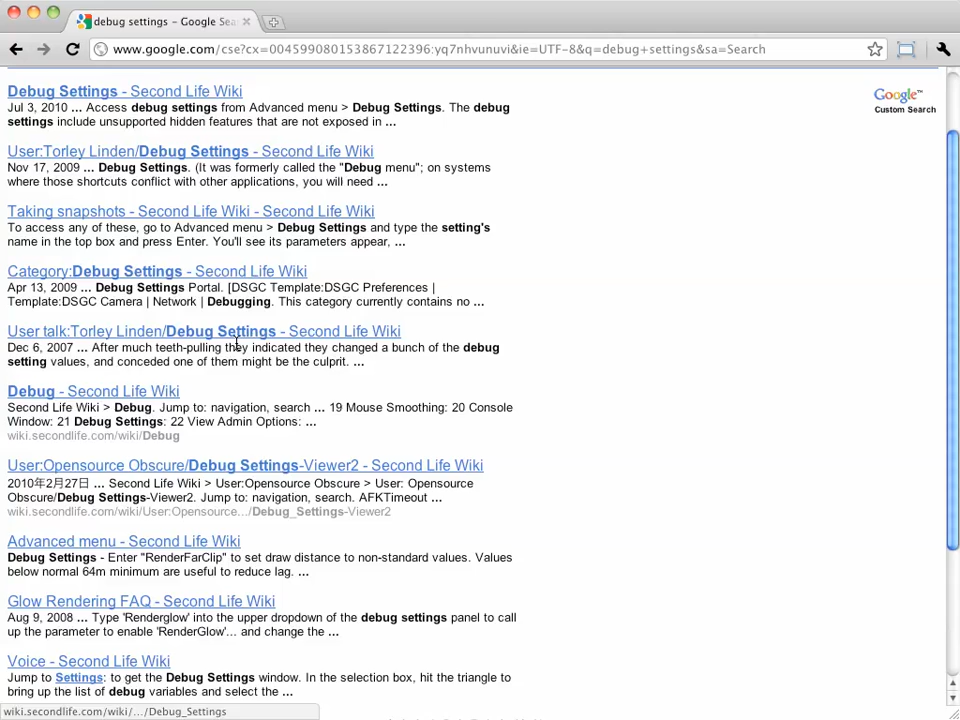 debug settings – Google Sea
www.google.com/cse?cx=004599080153867122396:yq7nhvunuvi&ie=UTF-8&q=debug+settings&sa=Search
Google™
Custom Search
Debug Settings - Second Life Wiki
Jul 3, 2010 ... Access debug settings from Advanced menu > Debug Settings. The debug
settings include unsupported hidden features that are not exposed in ...
User:Torley Linden/Debug Settings - Second Life Wiki
Nov 17, 2009 ... Debug Settings. (It was formerly called the "Debug menu"; on systems
where those shortcuts conflict with other applications, you will need ...
Taking snapshots - Second Life Wiki - Second Life Wiki
To access any of these, go to Advanced menu > Debug Settings and type the setting's
name in the top box and press Enter. You'll see its parameters appear, ...
Category:Debug Settings - Second Life Wiki
Apr 13, 2009 ... Debug Settings Portal. [DSGC Template:DSGC Preferences |
Template:DSGC Camera | Network | Debugging. This category currently contains no ...
User talk:Torley Linden/Debug Settings - Second Life Wiki
Dec 6, 2007 ... After much teeth-pulling they indicated they changed a bunch of the debug
setting values, and conceded one of them might be the culprit. ...
Debug - Second Life Wiki
Second Life Wiki > Debug. Jump to: navigation, search ... 19 Mouse Smoothing: 20 Console
Window: 21 Debug Settings: 22 View Admin Options: ...
wiki.secondlife.com/wiki/Debug
User:Opensource Obscure/Debug Settings-Viewer2 - Second Life Wiki
2010年2月27日 ... Second Life Wiki > User:Opensource Obscure > User: Opensource
Obscure/Debug Settings-Viewer2. Jump to: navigation, search. AFKTimeout ...
wiki.secondlife.com/wiki/User:Opensource.../Debug_Settings-Viewer2
Advanced menu - Second Life Wiki
Debug Settings - Enter "RenderFarClip" to set draw distance to non-standard values. Values
below normal 64m minimum are useful to reduce lag. ...
Glow Rendering FAQ - Second Life Wiki
Aug 9, 2008 ... Type 'Renderglow' into the upper dropdown of the debug settings panel to call
up the parameter to enable 'RenderGlow'... and change the ...
Voice - Second Life Wiki
Jump to Settings: to get the Debug Settings window. In the selection box, hit the triangle to
bring up the list of debug variables and select the ...
wiki.secondlife.com/wiki/.../Debug_Settings